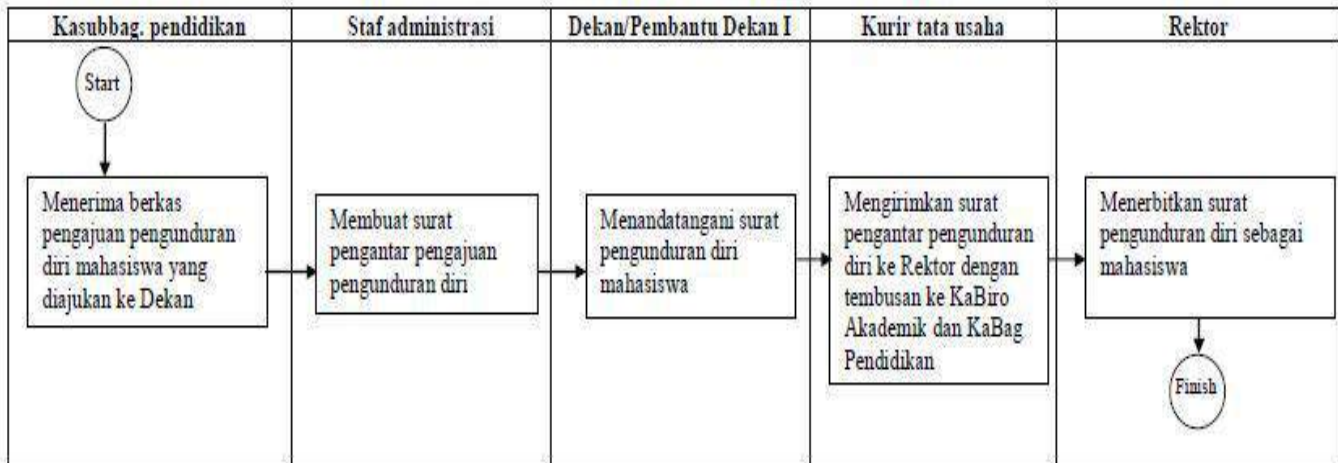 Kasubbag. pendidikan
Staf administrasi
Dekan/Pembantu Dekan I
Kurir tata usaha
Rektor
Start
Menerima berkas
pengajuan pengunduran
diri mahasiswa yang
diajukan ke Dekan
Membuat surat
pengantar pengajuan
pengunduran diri
Menandatangani surat
pengunduran diri
mahasiswa
Mengirimkan surat
pengantar pengunduran
diri ke Rektor dengan
tembusan ke KaBiro
Akademik dan KaBag
Pendidikan
Menerbitkan surat
pengunduran diri sebagai
mahasiswa
Finish